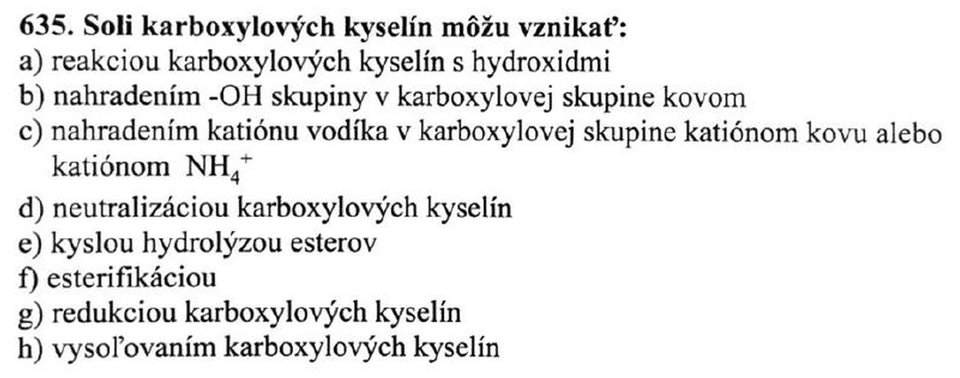 635. Soli karboxylových kyselín môžu vznikať:
a) reakciou karboxylových kyselín s hydroxidmi
b) nahradením -OH skupiny v karboxylovej skupine kovom
c) nahradením katiónu vodíka v karboxylovej skupine katiónom kovu alebo
katiónom NH₄⁺
d) neutralizáciou karboxylových kyselín
e) kyslou hydrolýzou esterov
f) esterifikáciou
g) redukciou karboxylových kyselín
h) vysoľovaním karboxylových kyselín